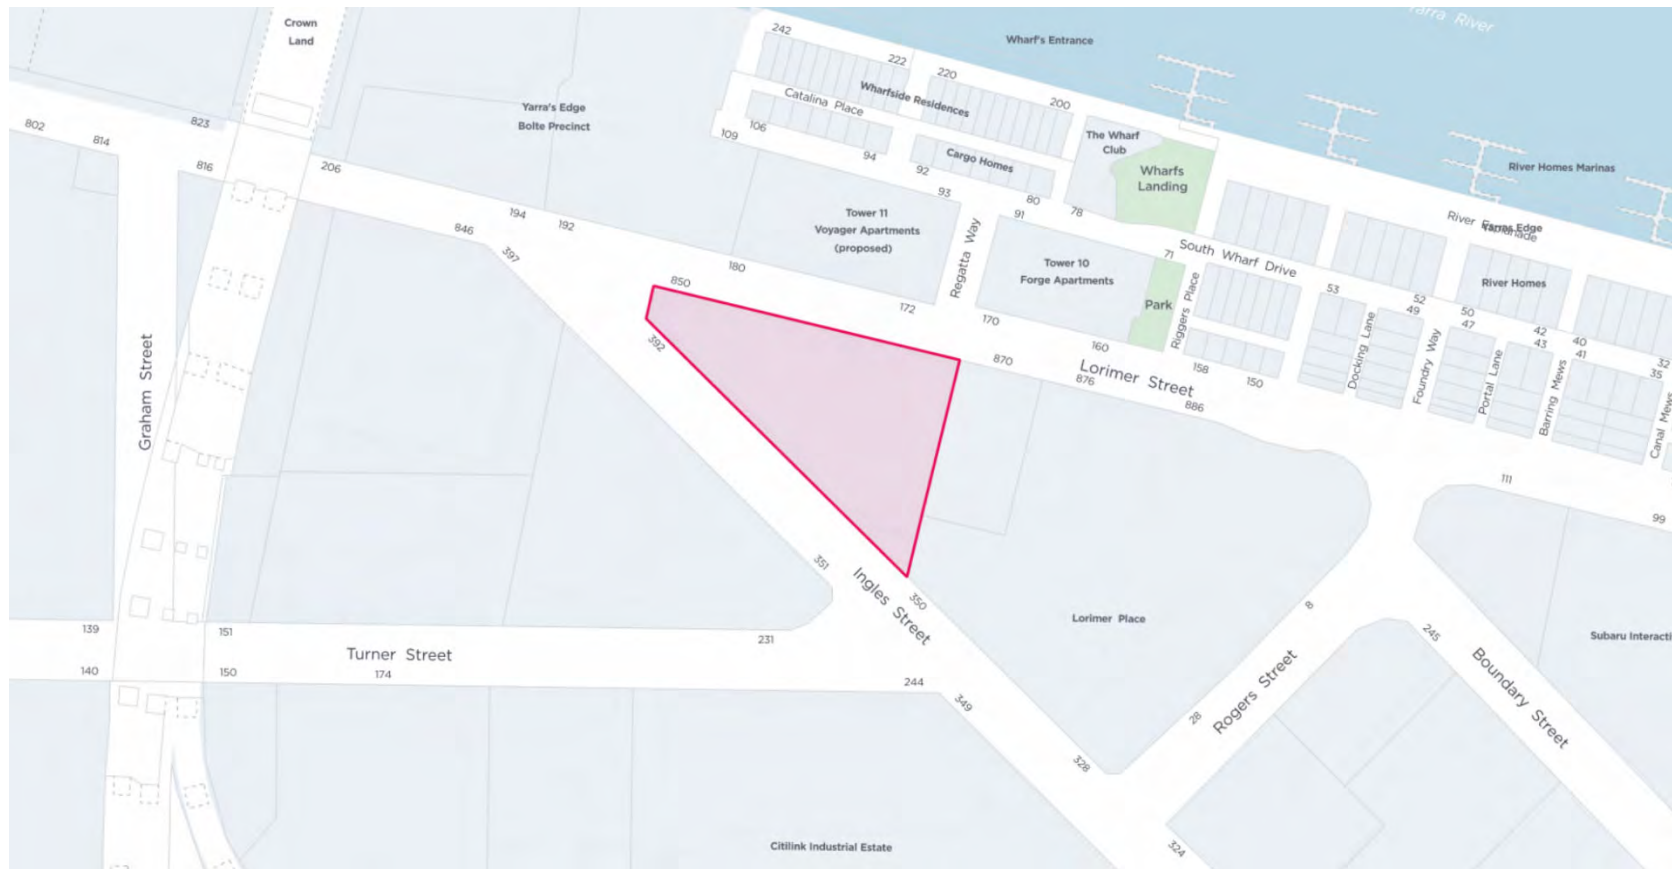 Crown
Land
Yarra River
Wharf's Entrance
242
222
220
200
Wharfside Residences
Catalina Place
Yarra's Edge
Bolte Precinct
802
814
823
816
206
109
106
94
92
Cargo Homes
The Wharf
Club
Wharfs
Landing
River Homes Marinas
93
80
78
91
194
192
846
397
Tower 11
Voyager Apartments
(proposed)
Regatta Way
Tower 10
Forge Apartments
71
South Wharf Drive
River Esplanade
Yarra's Edge
River Homes
Park
Riggers Place
53
52
49
50
47
42
43
40
41
32
35
180
172
170
160
158
150
Docking Lane
Foundry Way
Portal Lane
Barring Mews
Canal Mews
850
392
870
876
886
Lorimer Street
Graham Street
111
99
351
350
Ingles Street
Lorimer Place
8
245
Subaru Interacti
139
151
231
Turner Street
140
150
174
244
349
Rogers Street
Boundary Street
28
328
324
Citilink Industrial Estate